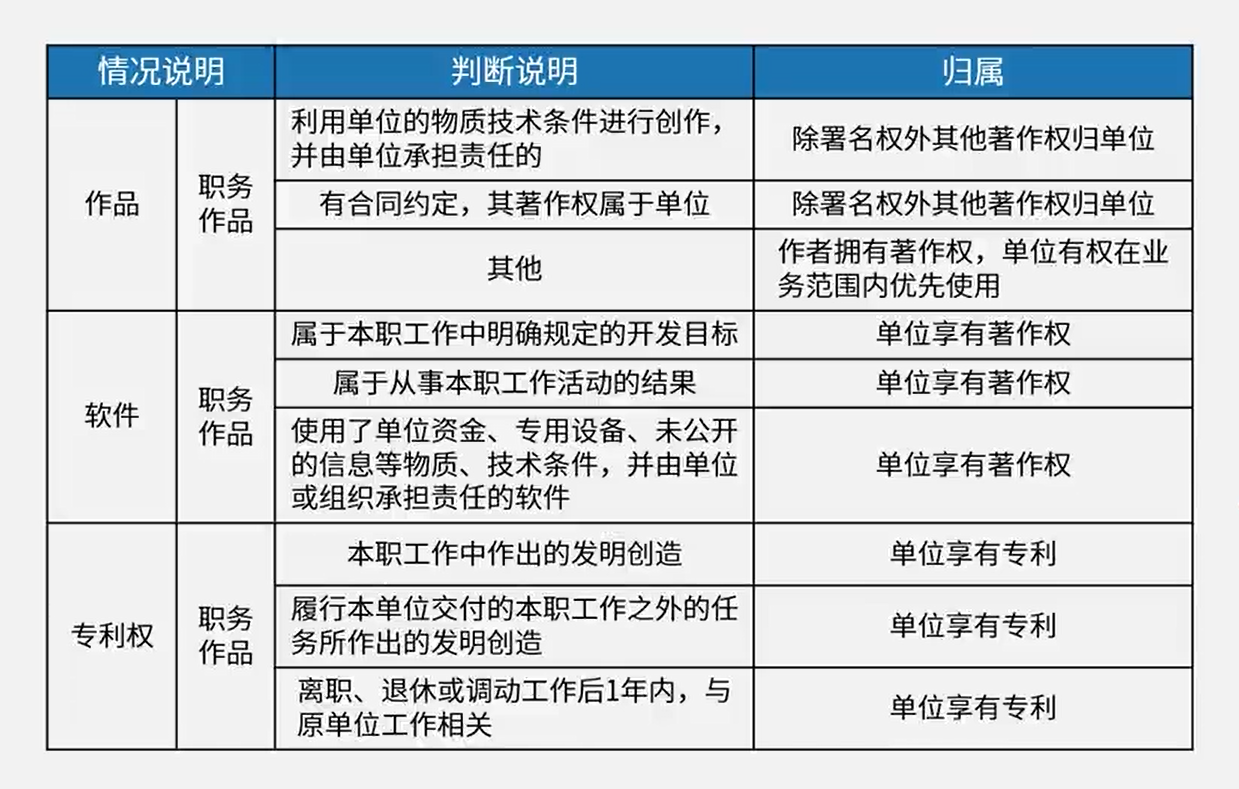 情况说明
判断说明
归属
作品
职务
作品
利用单位的物质技术条件进行创作，
并由单位承担责任的
除署名权外其他著作权归单位
有合同约定，其著作权属于单位
除署名权外其他著作权归单位
其他
作者拥有著作权，单位有权在业
务范围内优先使用
软件
职务
作品
属于本职工作中明确规定的开发目标
单位享有著作权
属于从事本职工作活动的结果
单位享有著作权
使用了单位资金、专用设备、未公开
的信息等物质、技术条件，并由单位
或组织承担责任的软件
单位享有著作权
专利权
职务
作品
本职工作中作出的发明创造
单位享有专利
履行本单位交付的本职工作之外的任
务所作出的发明创造
单位享有专利
离职、退休或调动工作后1年内，与
原单位工作相关
单位享有专利